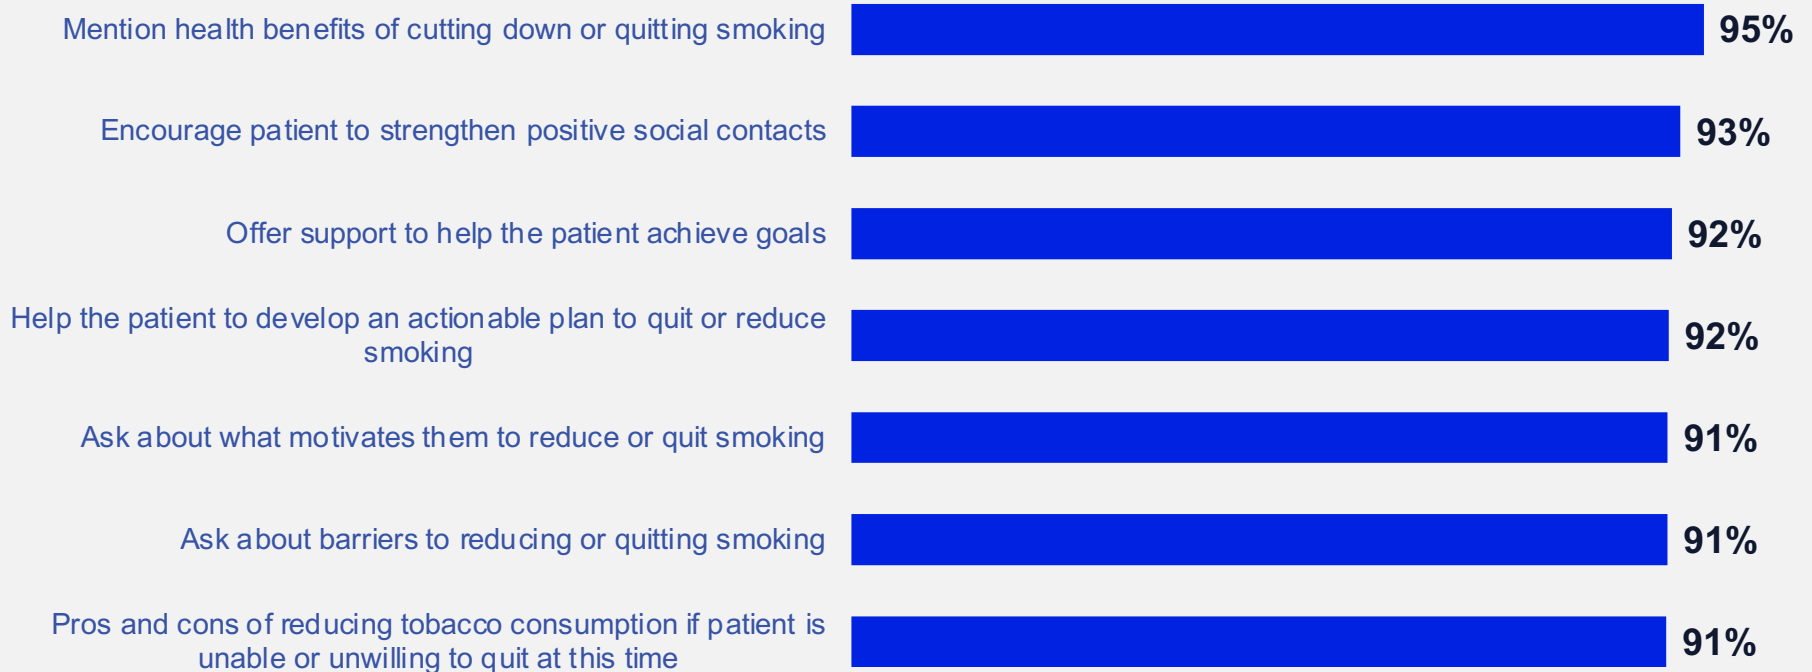 Mention health benefits of cutting down or quitting smoking 95%
Encourage patient to strengthen positive social contacts 93%
Offer support to help the patient achieve goals 92%
Help the patient to develop an actionable plan to quit or reduce
smoking 92%
Ask about what motivates them to reduce or quit smoking 91%
Ask about barriers to reducing or quitting smoking 91%
Pros and cons of reducing tobacco consumption if patient is
unable or unwilling to quit at this time 91%